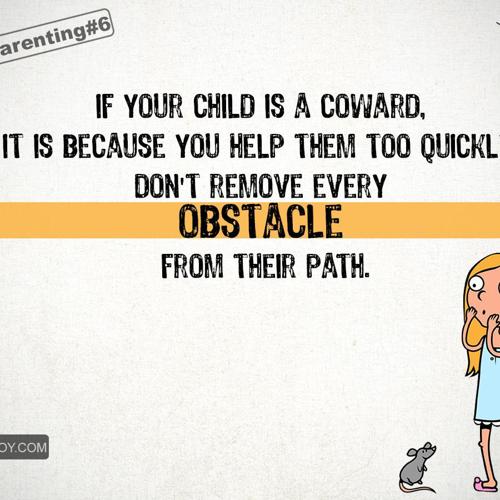 arenting#6
IF YOUR CHILD IS A COWARD,
IT IS BECAUSE YOU HELP THEM TOO QUICKL
DON'T REMOVE EVERY
OBSTACLE
FROM THEIR PATH.
OY.COM